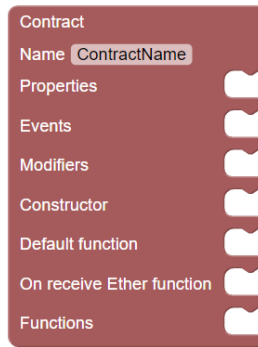 Contract
Name ContractName
Properties
Events
Modifiers
Constructor
Default function
On receive Ether function
Functions